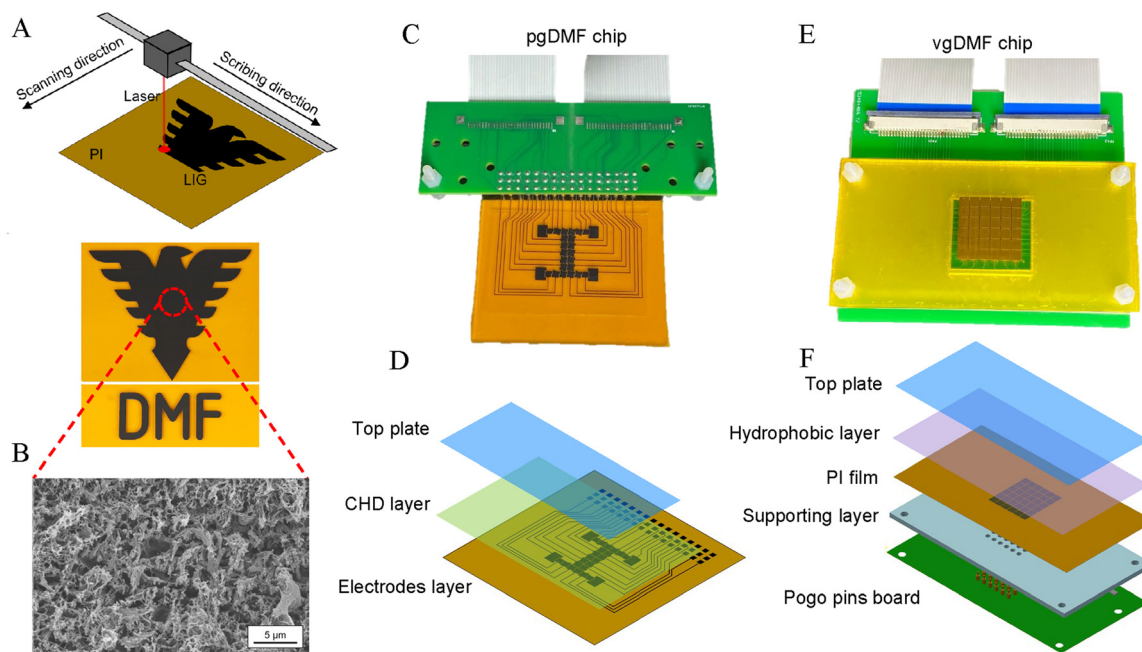 A
Scanning direction
Scribing direction
Laser
PI
LIG
DMF
B
5 μm
C
pgDMF chip
D
Top plate
CHD layer
Electrodes layer
E
vgDMF chip
F
Top plate
Hydrophobic layer
PI film
Supporting layer
Pogo pins board